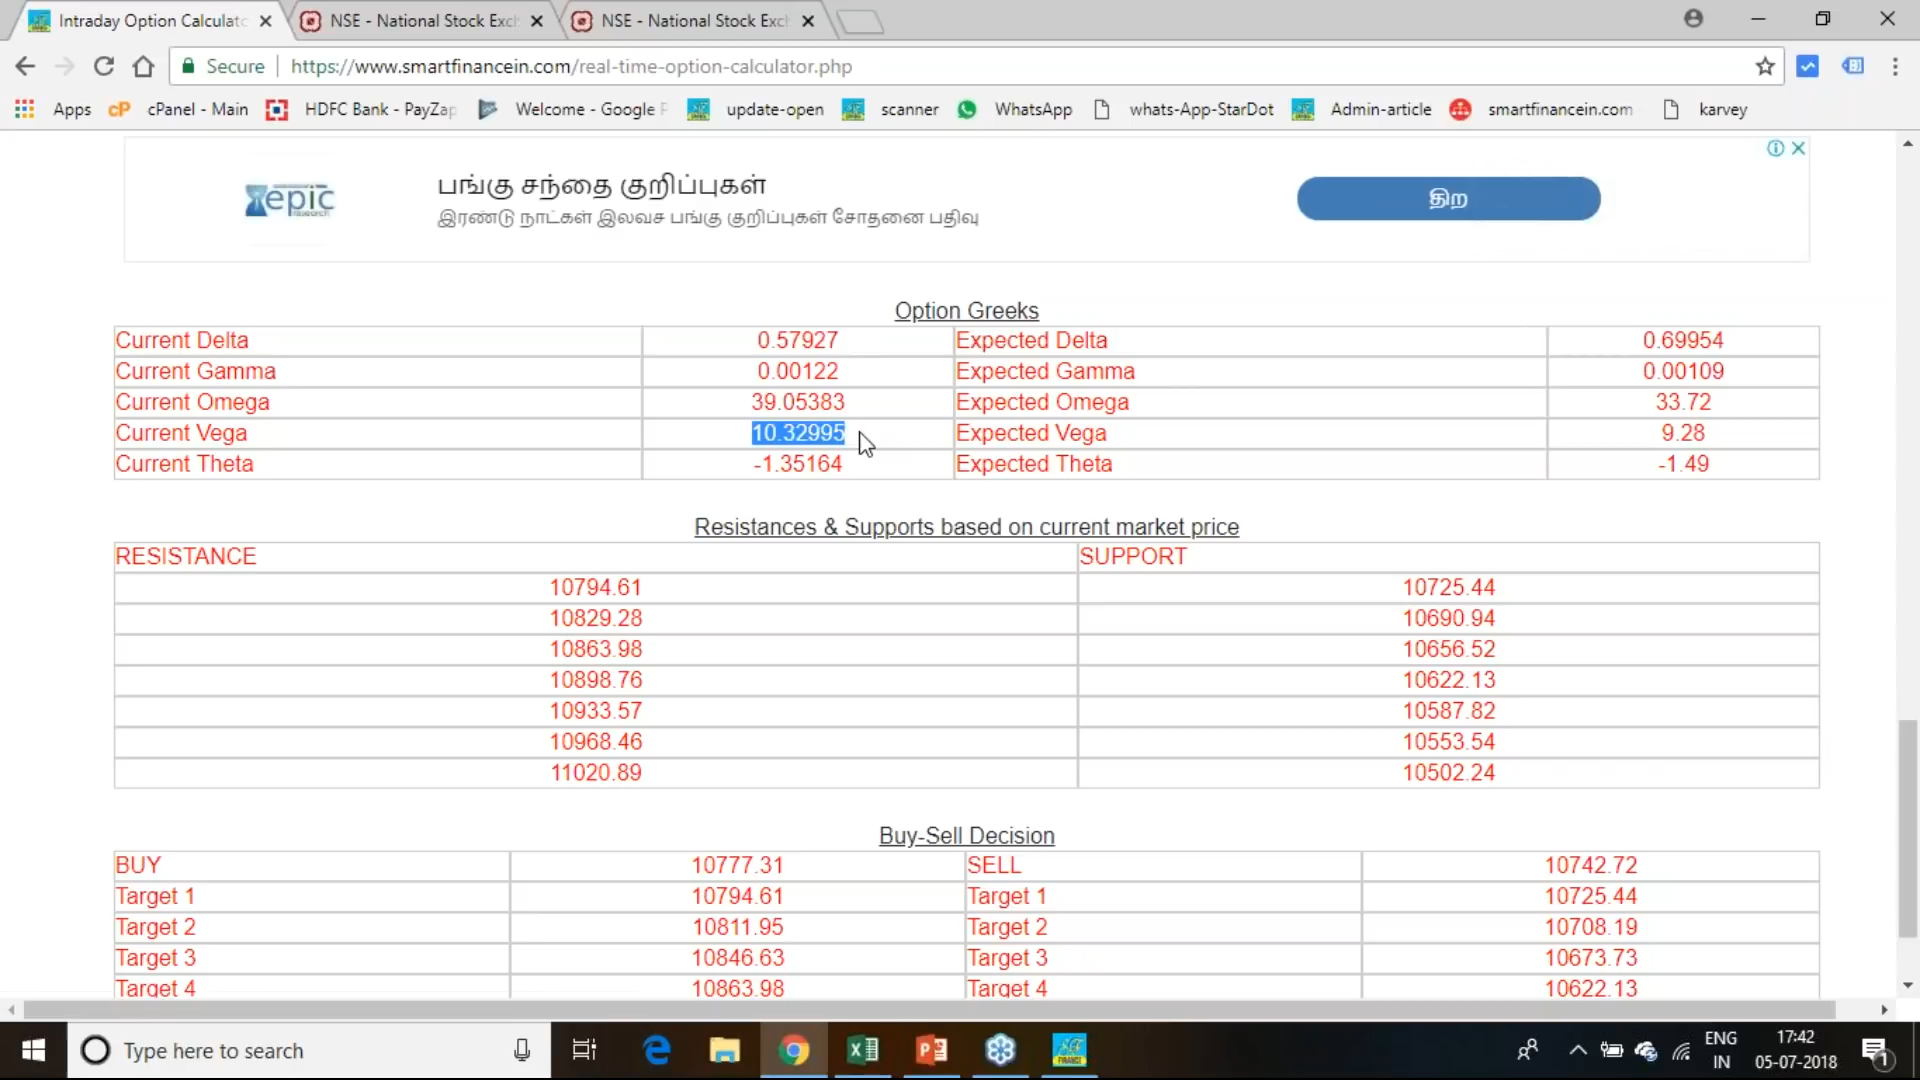 Intraday Option Calculato
NSE - National Stock Exc
NSE - National Stock Exc
Secure https://www.smartfinancein.com/real-time-option-calculator.php
Apps cPanel - Main HDFC Bank - PayZap Welcome - Google update-open scanner WhatsApp whats-App-StarDot Admin-article smartfinancein.com karvey
epic
research
பங்கு சந்தை குறிப்புகள்
இரண்டு நாட்கள் இலவச பங்கு குறிப்புகள் சோதனை பதிவு
திற
Option Greeks
Current Delta 0.57927 Expected Delta 0.69954
Current Gamma 0.00122 Expected Gamma 0.00109
Current Omega 39.05383 Expected Omega 33.72
Current Vega 10.32995 Expected Vega 9.28
Current Theta -1.35164 Expected Theta -1.49
Resistances & Supports based on current market price
RESISTANCE SUPPORT
10794.61 10725.44
10829.28 10690.94
10863.98 10656.52
10898.76 10622.13
10933.57 10587.82
10968.46 10553.54
11020.89 10502.24
Buy-Sell Decision
BUY 10777.31 SELL 10742.72
Target 1 10794.61 Target 1 10725.44
Target 2 10811.95 Target 2 10708.19
Target 3 10846.63 Target 3 10673.73
Target 4 10863.98 Target 4 10622.13
Type here to search
ENG
IN
17:42
05-07-2018
1